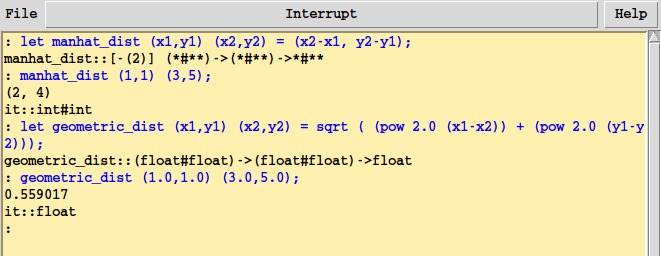 File Interrupt Help
: let manhat_dist (x1,y1) (x2,y2) = (x2-x1, y2-y1);
manhat_dist::[-(2)] (*#**)->(*#**)->*#**
: manhat_dist (1,1) (3,5);
(2, 4)
it::int#int
: let geometric_dist (x1,y1) (x2,y2) = sqrt ( (pow 2.0 (x1-x2)) + (pow 2.0 (y1-y
2)));
geometric_dist::(float#float)->(float#float)->float
: geometric_dist (1.0,1.0) (3.0,5.0);
0.559017
it::float
: